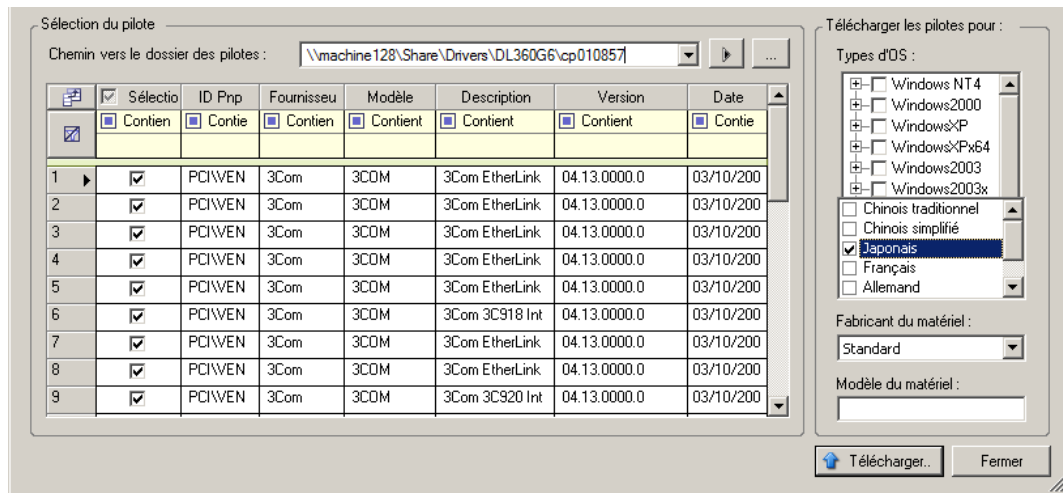 Sélection du pilote
Chemin vers le dossier des pilotes : \\machine128\Share\Drivers\DL360G6\cp010857 ...
Sélectio ID Pnp Fournisseu Modèle Description Version Date
Contien Contie Contien Contient Contient Contient Contie
1 PCI\VEN 3Com 3COM 3Com EtherLink 04.13.0000.0 03/10/200
2 PCI\VEN 3Com 3COM 3Com EtherLink 04.13.0000.0 03/10/200
3 PCI\VEN 3Com 3COM 3Com EtherLink 04.13.0000.0 03/10/200
4 PCI\VEN 3Com 3COM 3Com EtherLink 04.13.0000.0 03/10/200
5 PCI\VEN 3Com 3COM 3Com EtherLink 04.13.0000.0 03/10/200
6 PCI\VEN 3Com 3COM 3Com 3C918 Int 04.13.0000.0 03/10/200
7 PCI\VEN 3Com 3COM 3Com EtherLink 04.13.0000.0 03/10/200
8 PCI\VEN 3Com 3COM 3Com EtherLink 04.13.0000.0 03/10/200
9 PCI\VEN 3Com 3COM 3Com 3C920 Int 04.13.0000.0 03/10/200
Télécharger les pilotes pour :
Types d'OS :
Windows NT4
Windows2000
WindowsXP
WindowsXPx64
Windows2003
Windows2003x
Chinois traditionnel
Chinois simplifié
Japonais
Français
Allemand
Fabricant du matériel :
Standard
Modèle du matériel :
Télécharger.. Fermer